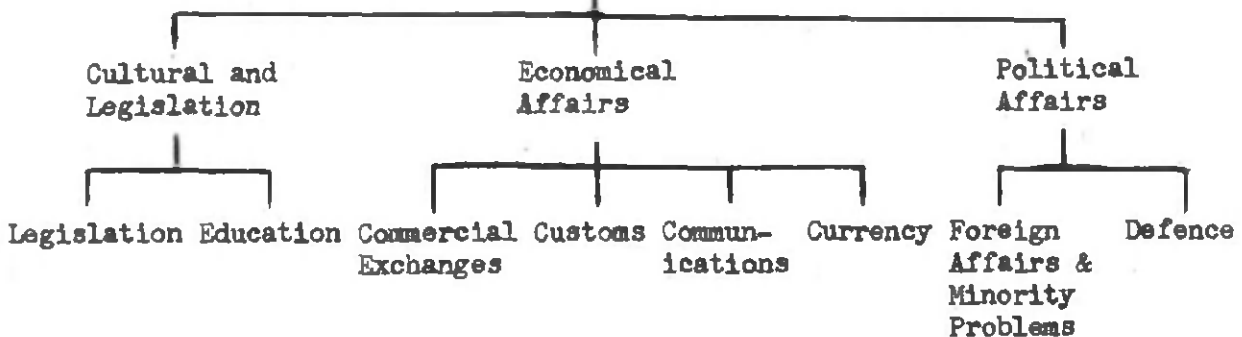 Cultural and
Legislation
Economical
Affairs
Political
Affairs
Legislation
Education
Commercial
Exchanges
Customs
Commun-
ications
Currency
Foreign
Affairs &
Minority
Problems
Defence